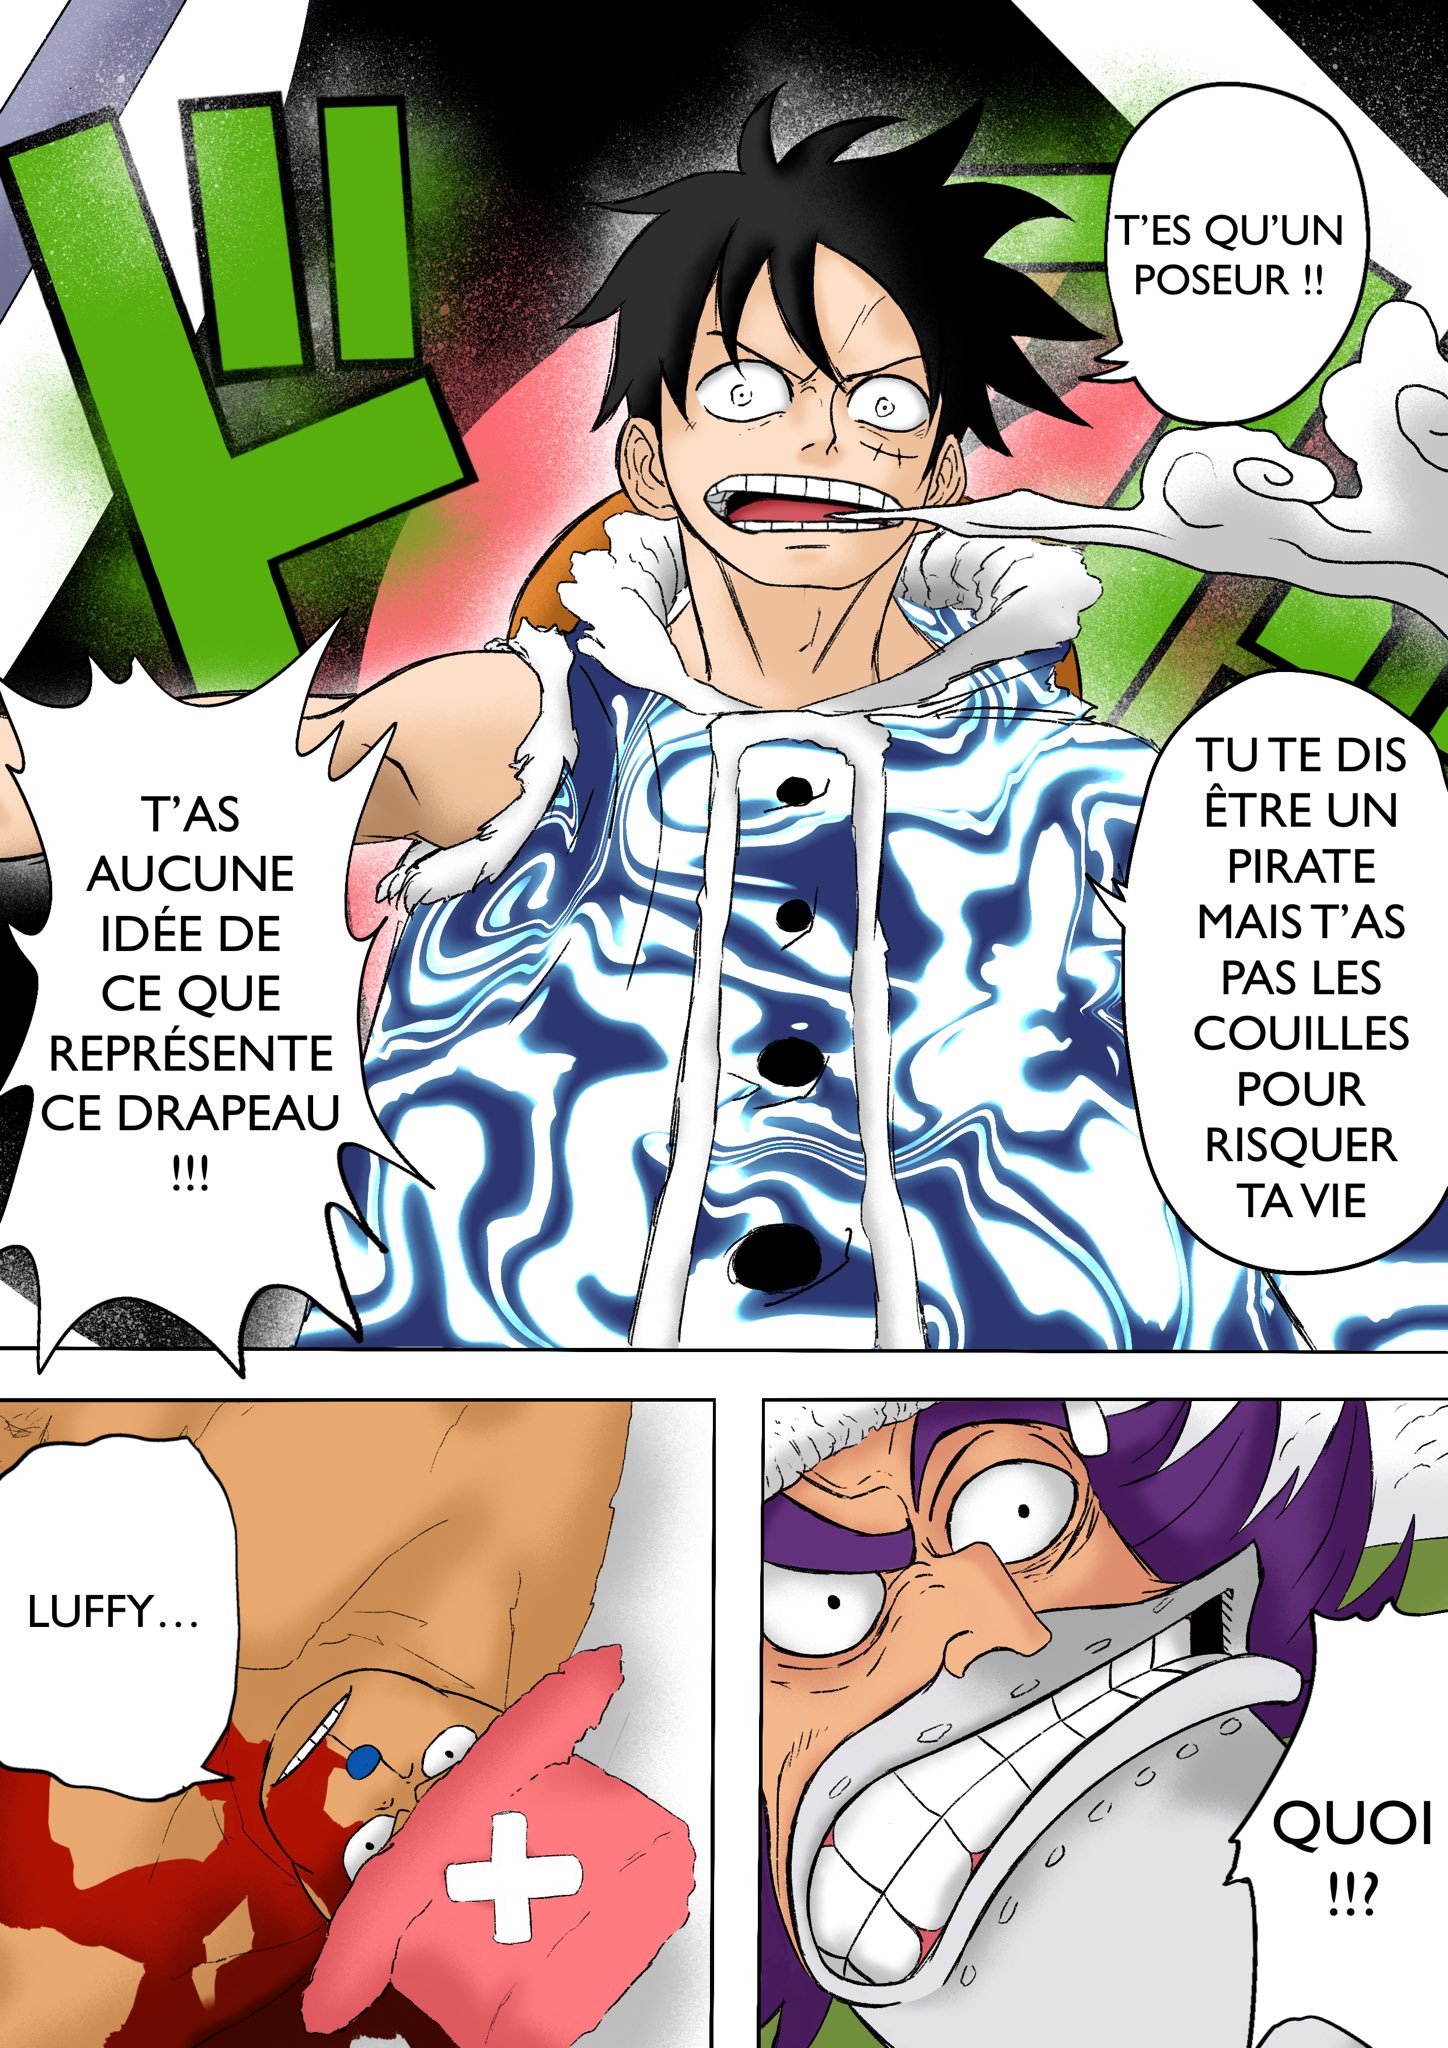 T'ES QU'UN
POSEUR !!
TU TE DIS
ÊTRE UN
PIRATE
MAIS T'AS
PAS LES
COUILLES
POUR
RISQUER
TA VIE
T'AS
AUCUNE
IDÉE DE
CE QUE
REPRÉSENTE
CE DRAPEAU
!!!
LUFFY...
QUOI
!!?